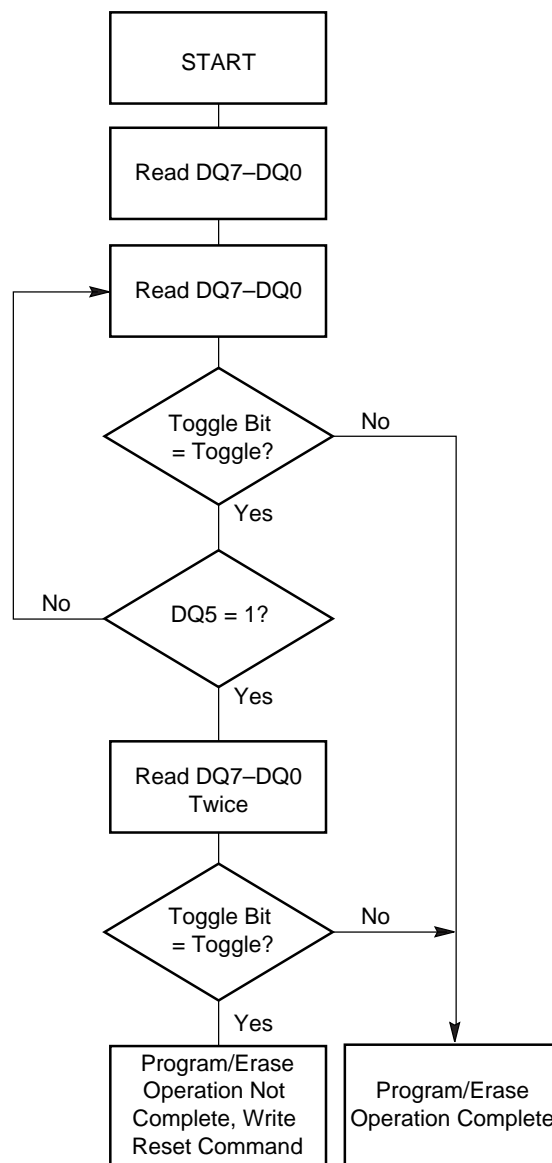 START
Read DQ7–DQ0
Read DQ7–DQ0
Toggle Bit
= Toggle?
No
Yes
No
DQ5 = 1?
Yes
Read DQ7–DQ0
Twice
Toggle Bit
= Toggle?
No
Yes
Program/Erase
Operation Not
Complete, Write
Reset Command
Program/Erase
Operation Complete